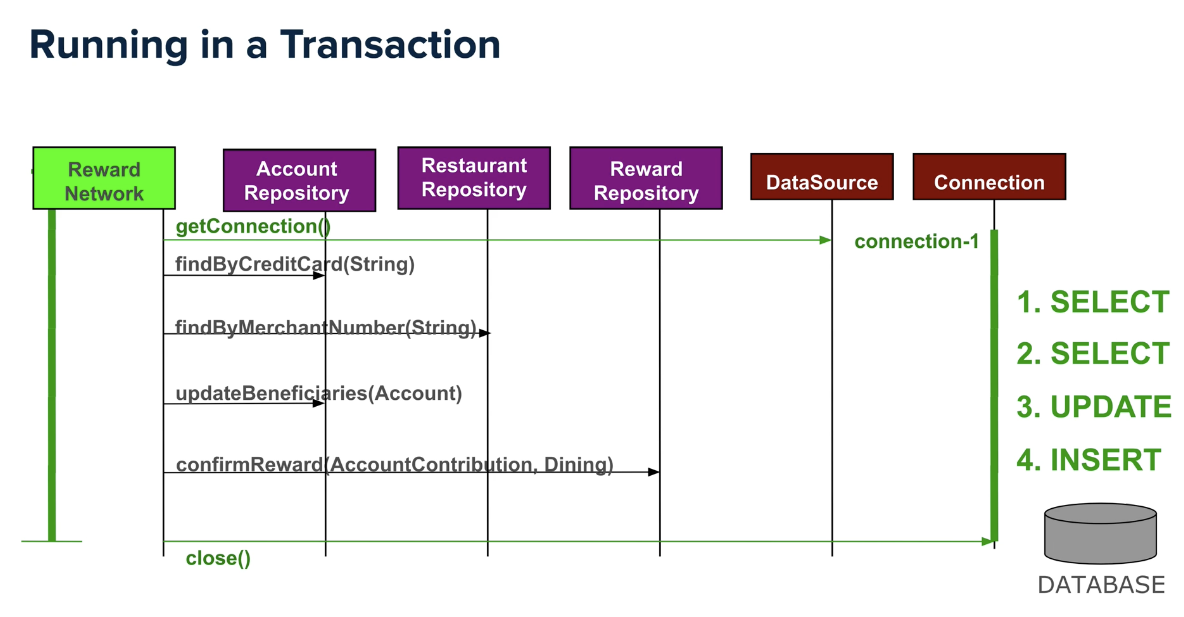 Running in a Transaction
Reward
Network
Account
Repository
Restaurant
Repository
Reward
Repository
DataSource
Connection
getConnection()
connection-1
findByCreditCard(String)
1. SELECT
findByMerchantNumber(String)
2. SELECT
updateBeneficiaries(Account)
3. UPDATE
confirmReward(AccountContribution, Dining)
4. INSERT
close()
DATABASE